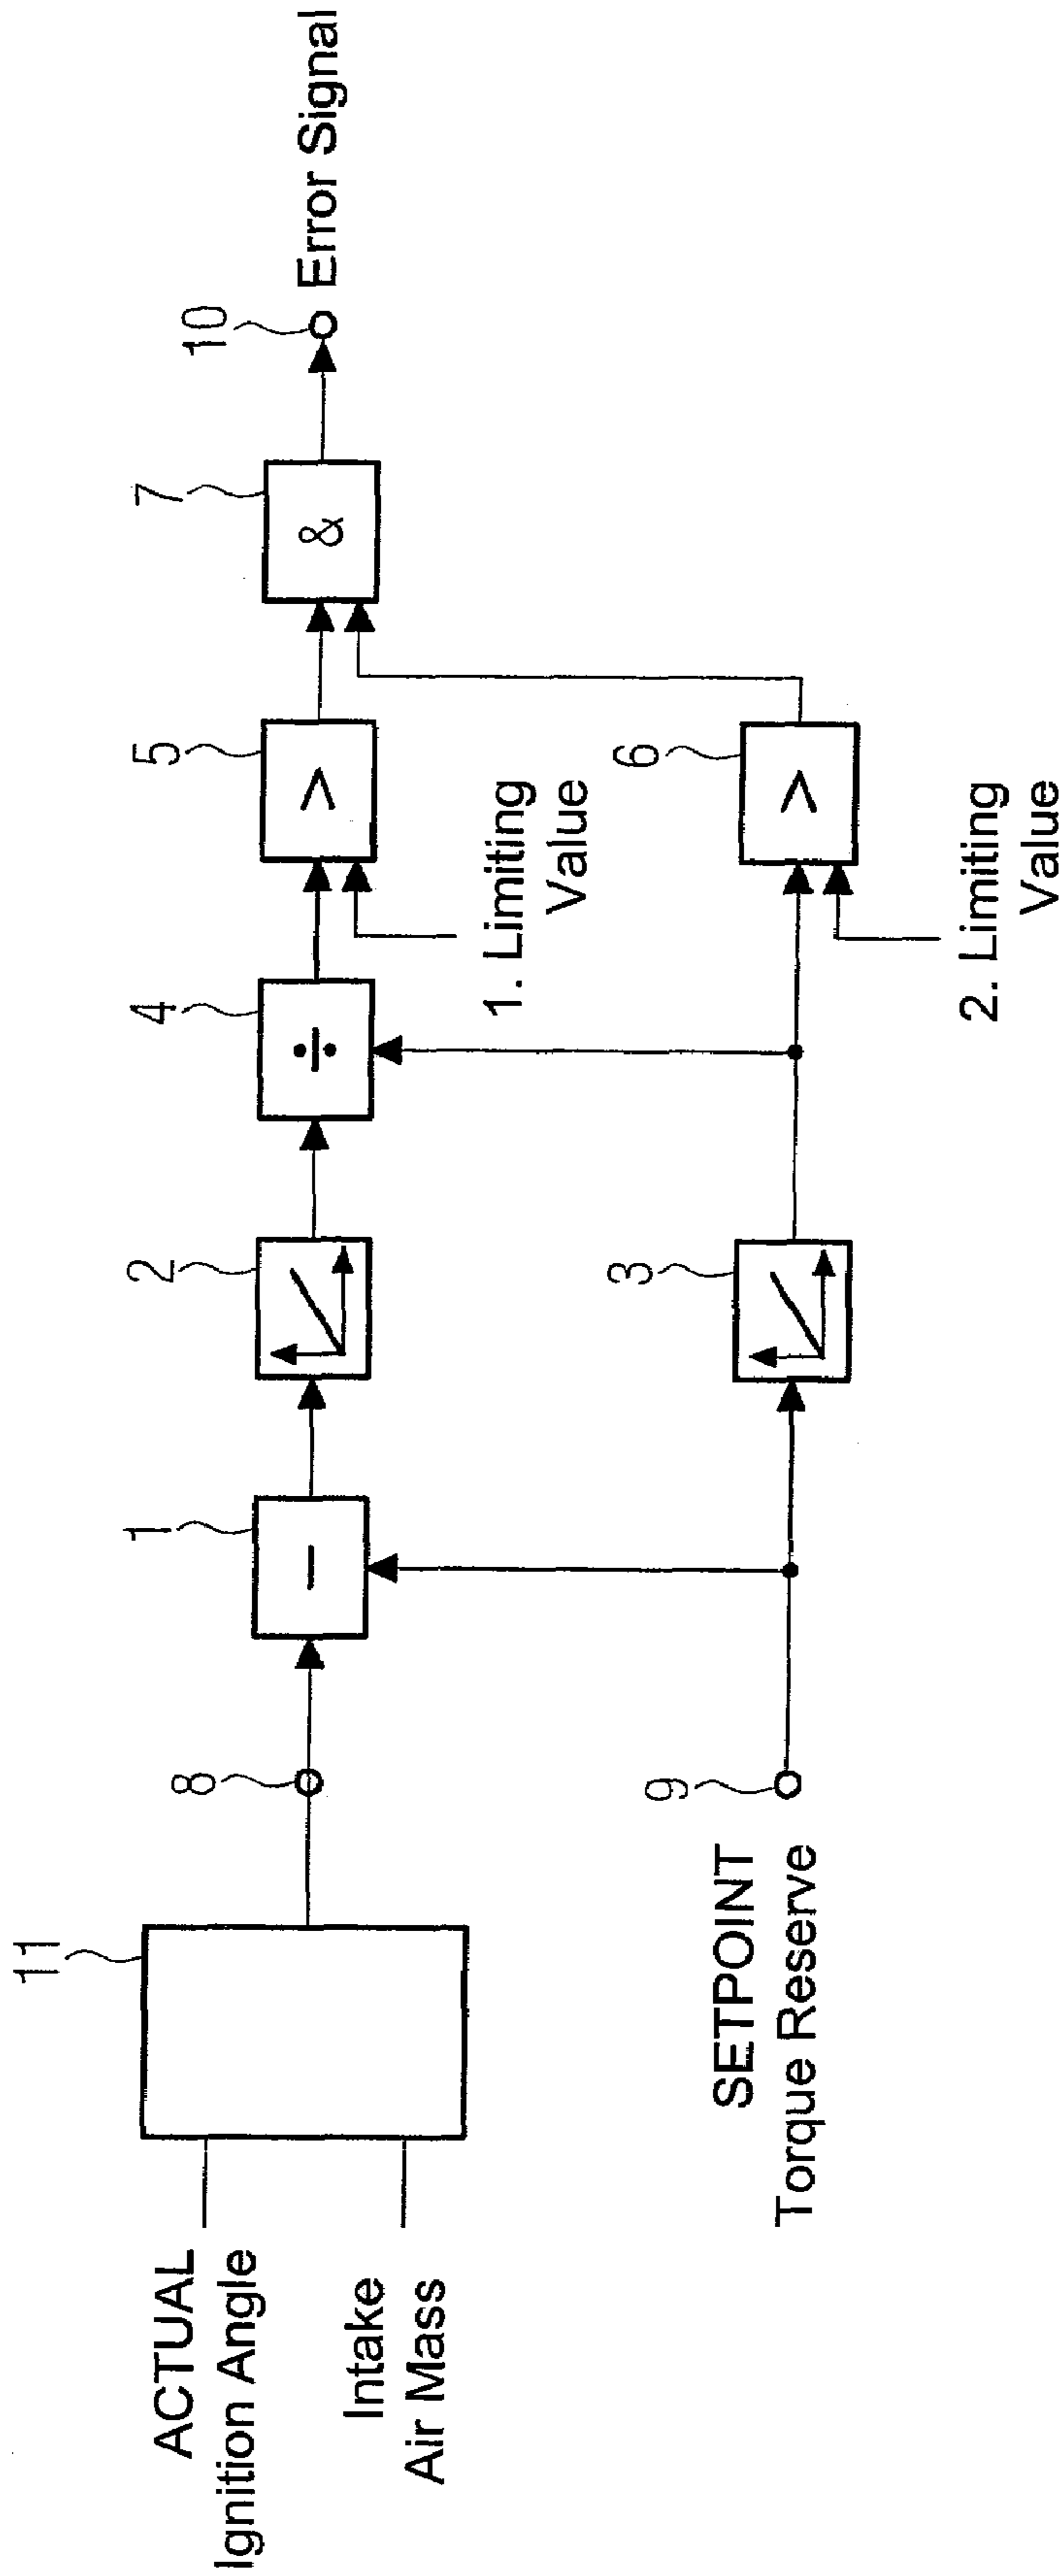 ACTUAL
Ignition Angle
Intake
Air Mass
11
8
SETPOINT
Torque Reserve
9
1
−
2
3
4
÷
1. Limiting
Value
5
>
2. Limiting
Value
6
>
7
&
10
Error Signal